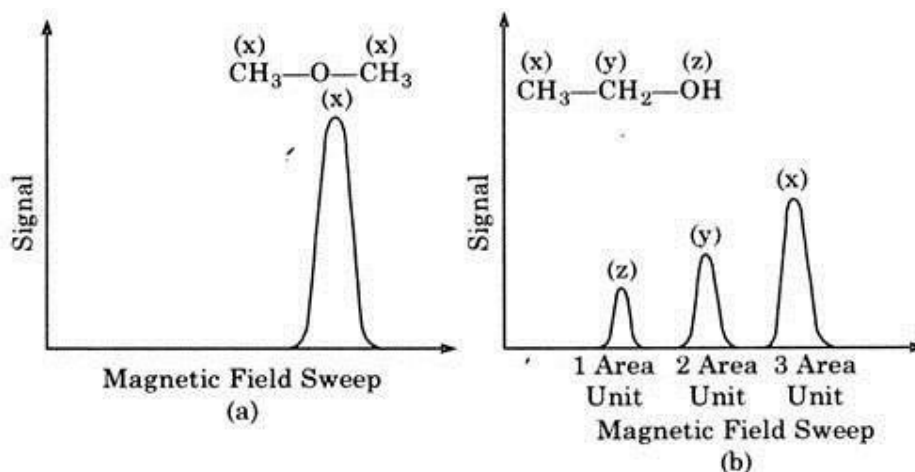 (x) (x)
CH₃—O—CH₃
(x)
Signal
Magnetic Field Sweep
(a)
(x) (y) (z)
CH₃—CH₂—OH
(x)
(y)
(z)
Signal
1 Area 2 Area 3 Area
Unit Unit Unit
Magnetic Field Sweep
(b)